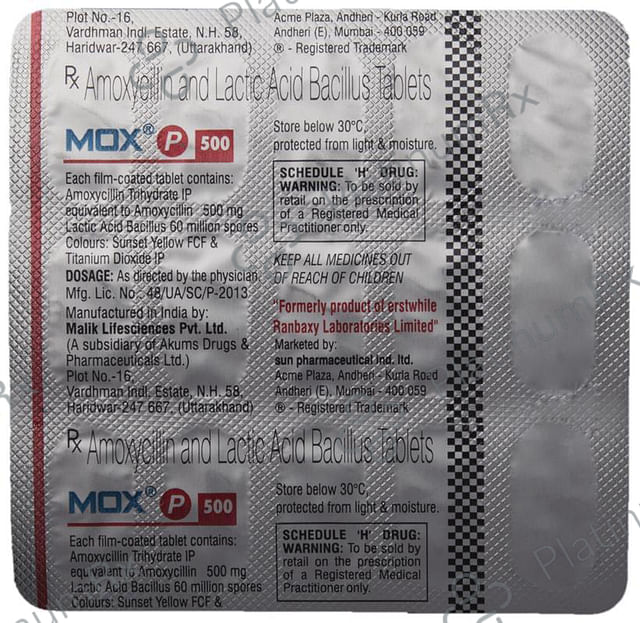 Plot No.-16,
Vardhman Indl. Estate, N.H. 58,
Haridwar-247 667, (Uttarakhand)
Acme Plaza, Andheri - Kurla Road
Andheri (E), Mumbai - 400 059
® - Registered Trademark
Rx Amoxycillin and Lactic Acid Bacillus Tablets
MOX® P 500
Each film-coated tablet contains:
Amoxycillin Trihydrate IP
equivalent to Amoxycillin 500 mg
Lactic Acid Bacillus 60 million spores
Colours: Sunset Yellow FCF &
Titanium Dioxide IP
DOSAGE: As directed by the physician.
Mfg. Lic. No.: 48/UA/SC/P-2013
Manufactured in India by:
Malik Lifesciences Pvt. Ltd.
(A subsidiary of Akums Drugs &
Pharmaceuticals Ltd.)
Plot No.-16,
Vardhman Indl. Estate, N.H. 58,
Haridwar-247 667, (Uttarakhand)
Store below 30°C,
protected from light & moisture.
SCHEDULE 'H' DRUG:
WARNING: To be sold by
retail on the prescription
of a Registered Medical
Practitioner only.
KEEP ALL MEDICINES OUT
OF REACH OF CHILDREN
"Formerly product of erstwhile
Ranbaxy Laboratories Limited"
Marketed by:
sun pharmaceutical ind. ltd.
Acme Plaza, Andheri - Kurla Road
Andheri (E), Mumbai - 400 059
® - Registered Trademark
Rx Amoxycillin and Lactic Acid Bacillus Tablets
MOX® P 500
Each film-coated tablet contains:
Amoxycillin Trihydrate IP
equivalent to Amoxycillin 500 mg
Lactic Acid Bacillus 60 million spores
Colours: Sunset Yellow FCF &
Store below 30°C,
protected from light & moisture.
SCHEDULE 'H' DRUG:
WARNING: To be sold by
retail on the prescription
of a Registered Medical
Practitioner only.